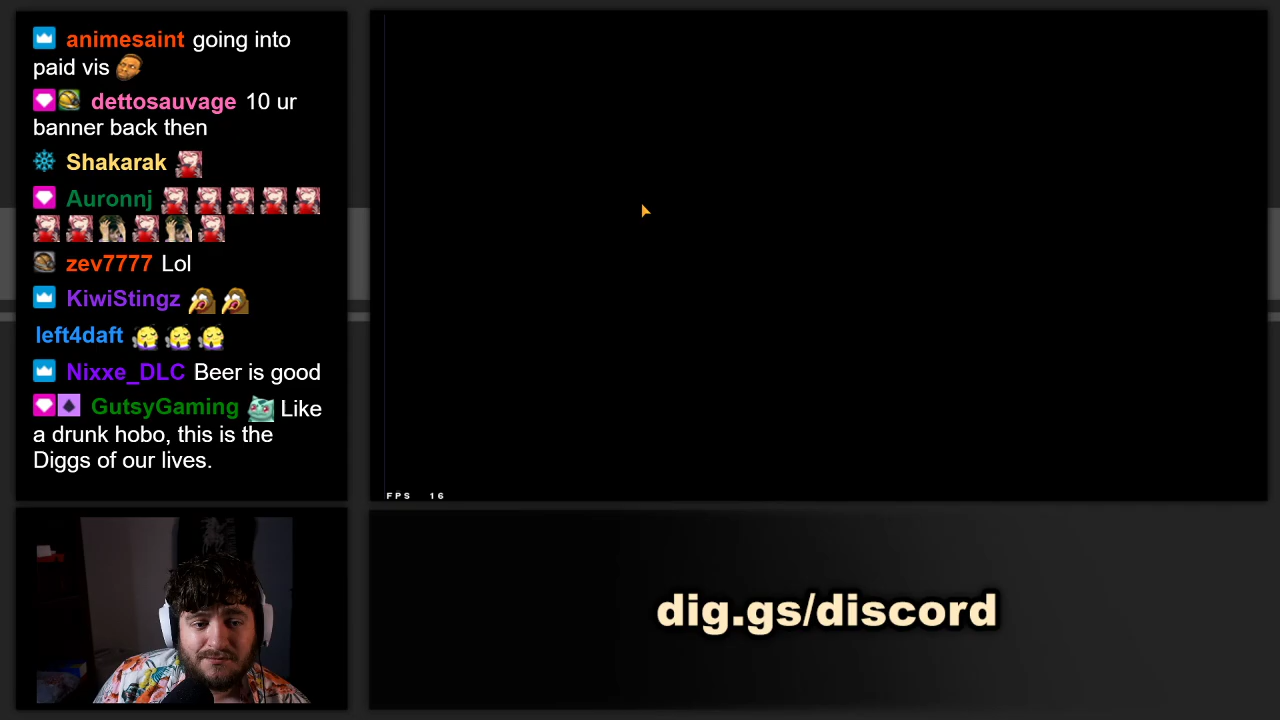 animesaint going into
paid vis
dettosauvage 10 ur
banner back then
Shakarak
Auronnj
zev7777 Lol
KiwiStingz
left4daft
Nixxe_DLC Beer is good
GutsyGaming Like
a drunk hobo, this is the
Diggs of our lives.
FPS 16
dig.gs/discord